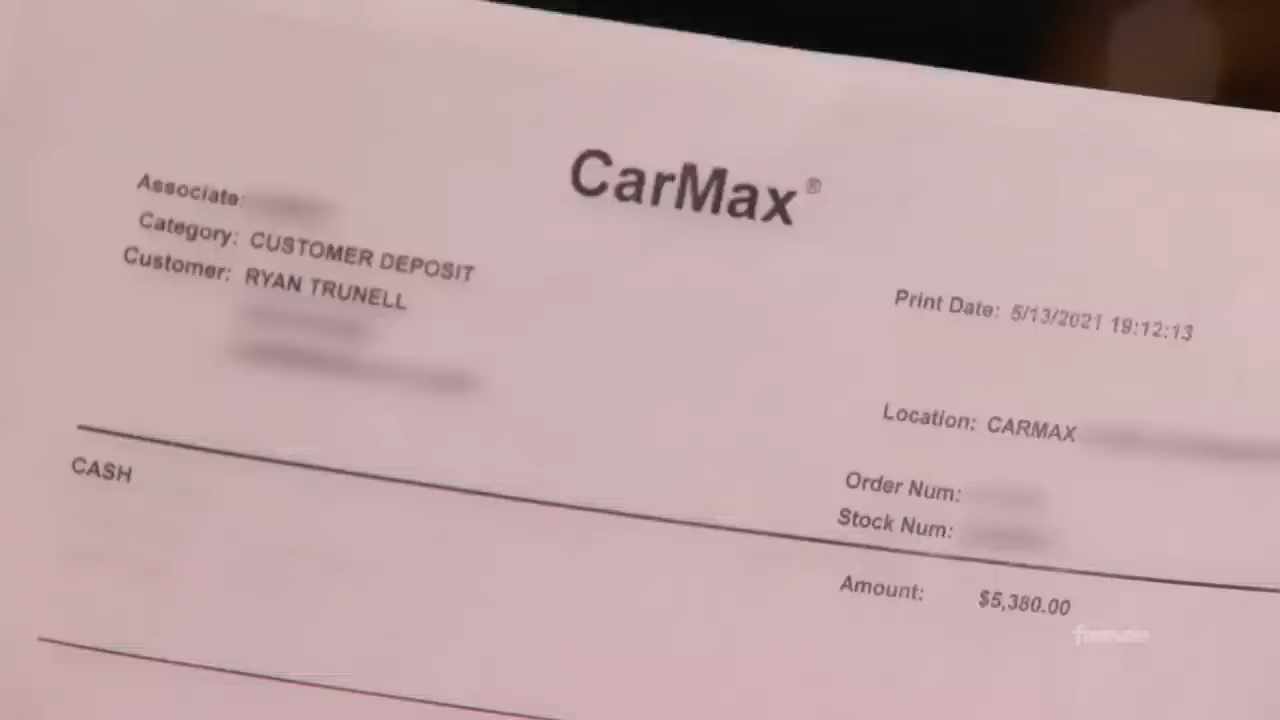 CarMax®
Associate:
Category: CUSTOMER DEPOSIT
Customer: RYAN TRUNELL
Print Date: 5/13/2021 19:12:13
Location: CARMAX
Order Num:
Stock Num:
CASH
Amount: $5,380.00